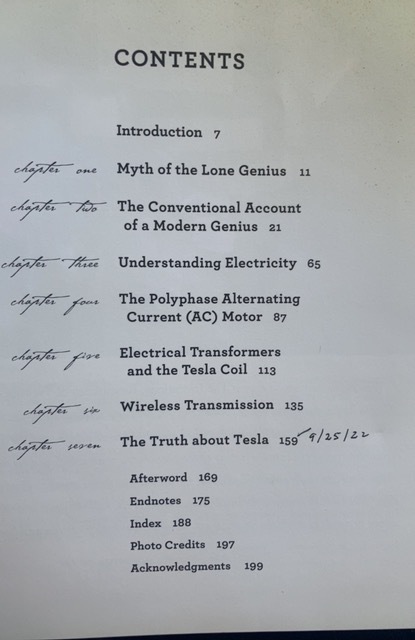 CONTENTS
Introduction 7
chapter one Myth of the Lone Genius 11
chapter two The Conventional Account
of a Modern Genius 21
chapter three Understanding Electricity 65
chapter four The Polyphase Alternating
Current (AC) Motor 87
chapter five Electrical Transformers
and the Tesla Coil 113
chapter six Wireless Transmission 135
chapter seven The Truth about Tesla 159 ✓ 9/25/22
Afterword 169
Endnotes 175
Index 188
Photo Credits 197
Acknowledgments 199